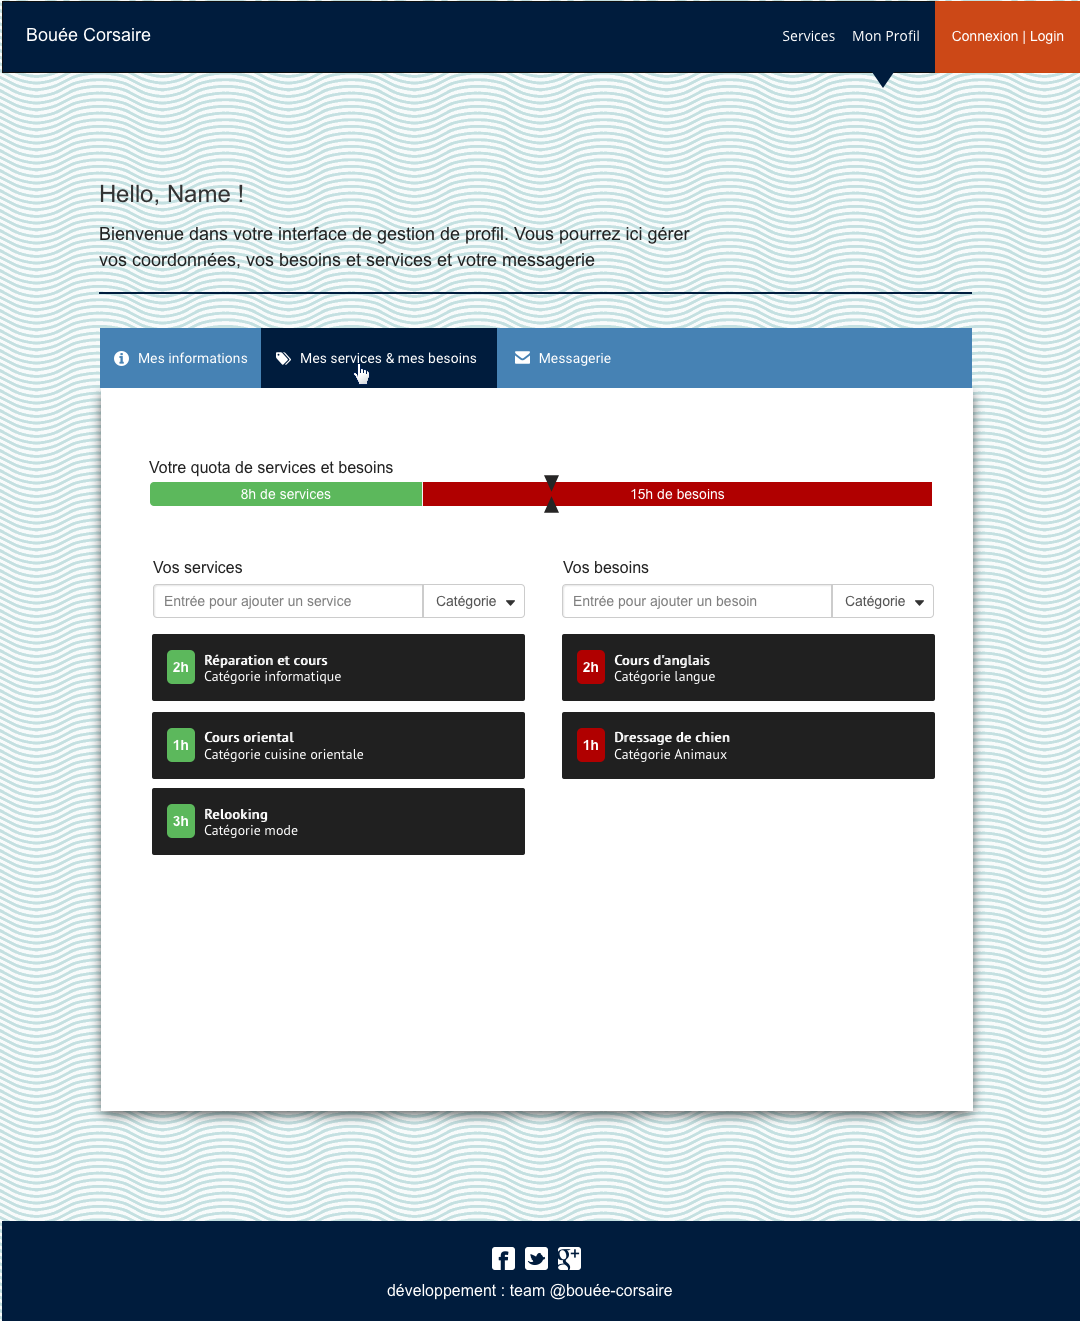 Bouée Corsaire
Services
Mon Profil
Connexion | Login
Hello, Name !
Bienvenue dans votre interface de gestion de profil. Vous pourrez ici gérer
vos coordonnées, vos besoins et services et votre messagerie
Mes informations
Mes services & mes besoins
Messagerie
Votre quota de services et besoins
8h de services
15h de besoins
Vos services
Entrée pour ajouter un service
Catégorie
2h
Réparation et cours
Catégorie informatique
1h
Cours oriental
Catégorie cuisine orientale
3h
Relooking
Catégorie mode
Vos besoins
Entrée pour ajouter un besoin
Catégorie
2h
Cours d'anglais
Catégorie langue
1h
Dressage de chien
Catégorie Animaux
développement : team @bouée-corsaire